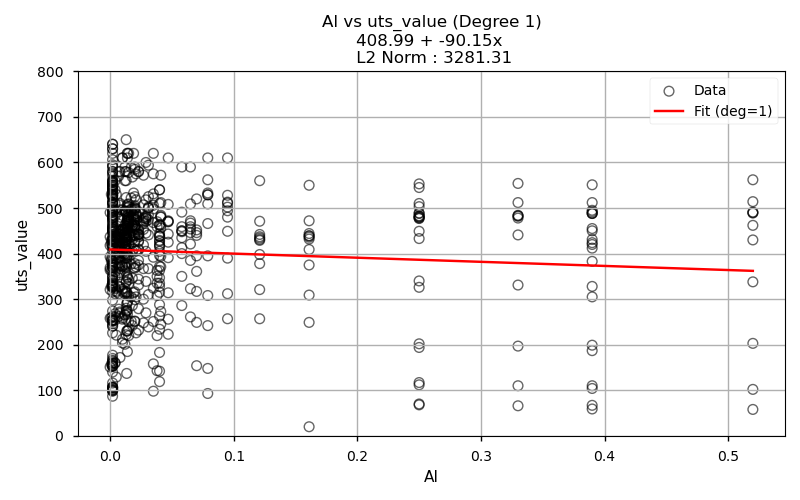 Al vs uts_value (Degree 1)
408.99 + -90.15x
L2 Norm : 3281.31
800
700
600
500
400
300
200
100
0
uts_value
Data
Fit (deg=1)
0.0
0.1
0.2
0.3
0.4
0.5
Al